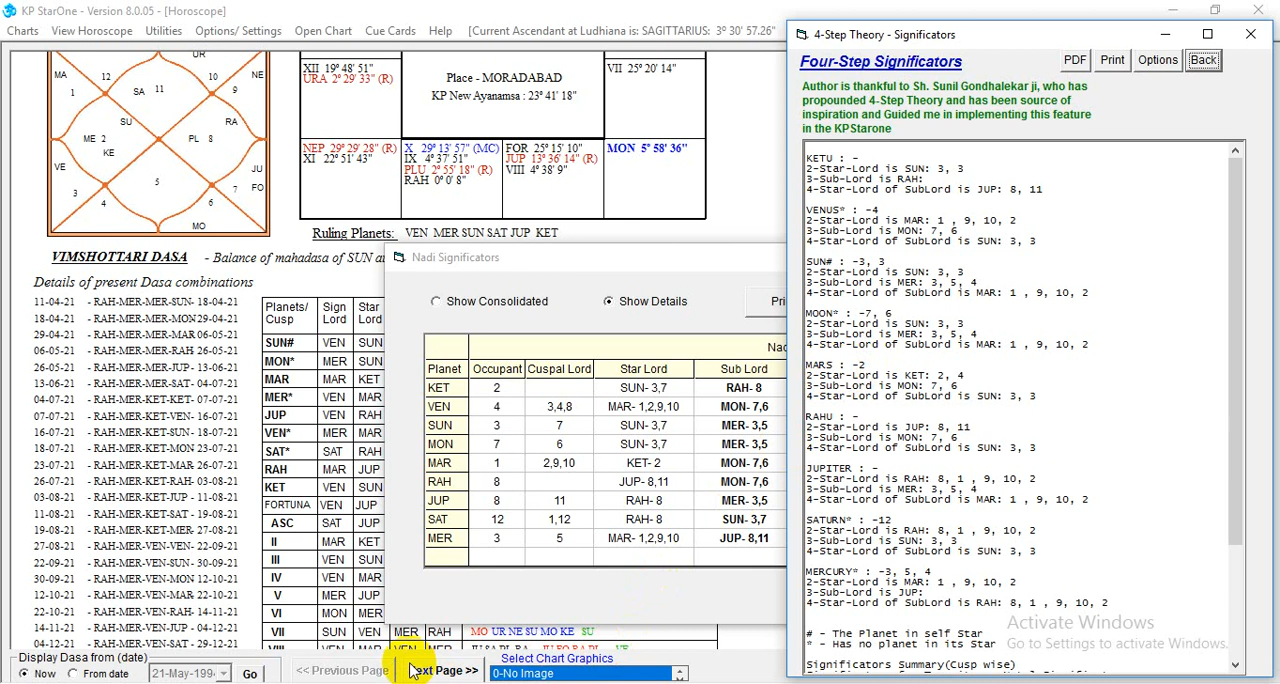 KP StarOne - Version 8.0.05 - [Horoscope]
Charts View Horoscope Utilities Options/ Settings Open Chart Cue Cards Help [Current Ascendant at Ludhiana is: SAGITTARIUS: 3° 30' 57.26"
UR
MA 12 10 NE
1 SA 11 9
SU RA
ME 2 PL 8
KE
VE JU
5 7 FO
3 6
4
MO
XII 19° 48' 51"
URA 2° 29' 33" (R)
Place - MORADABAD
KP New Ayanamsa : 23° 41' 18"
VII 25° 20' 14"
NEP 29° 29' 28" (R)
XI 22° 51' 43"
X 29° 13' 57" (MC)
IX 4° 37' 51"
PLU 2° 55' 18" (R)
RAH 0° 0' 8"
FOR 25° 15' 10"
JUP 13° 36' 14" (R)
VIII 4° 38' 9"
MON 5° 58' 36"
Ruling Planets: VEN MER SUN SAT JUP KET
VIMSHOTTARI DASA - Balance of mahadasa of SUN a
Details of present Dasa combinations
11-04-21 - RAH-MER-MER-SUN- 18-04-21
18-04-21 - RAH-MER-MER-MON 29-04-21
29-04-21 - RAH-MER-MER-MAR 06-05-21
06-05-21 - RAH-MER-MER-RAH 26-05-21
26-05-21 - RAH-MER-MER-JUP - 13-06-21
13-06-21 - RAH-MER-MER-SAT - 04-07-21
04-07-21 - RAH-MER-KET-KET- 07-07-21
07-07-21 - RAH-MER-KET-VEN- 16-07-21
16-07-21 - RAH-MER-KET-SUN - 18-07-21
18-07-21 - RAH-MER-KET-MON 23-07-21
23-07-21 - RAH-MER-KET-MAR 26-07-21
26-07-21 - RAH-MER-KET-RAH- 03-08-21
03-08-21 - RAH-MER-KET-JUP - 11-08-21
11-08-21 - RAH-MER-KET-SAT - 19-08-21
19-08-21 - RAH-MER-KET-MER- 27-08-21
27-08-21 - RAH-MER-VEN-VEN- 22-09-21
22-09-21 - RAH-MER-VEN-SUN - 30-09-21
30-09-21 - RAH-MER-VEN-MON 12-10-21
12-10-21 - RAH-MER-VEN-MAR 22-10-21
22-10-21 - RAH-MER-VEN-RAH- 14-11-21
14-11-21 - RAH-MER-VEN-JUP - 04-12-21
04-12-21 - RAH-MER-VEN-SAT - 29-12-21
Planets/ Cusp Sign Lord Star Lord
SUN# VEN SUN
MON* MER SUN
MAR MAR KET
MER* VEN MAR
JUP VEN RAH
VEN* MER MAR
SAT* SAT RAH
RAH MAR JUP
KET VEN SUN
FORTUNA VEN JUP
ASC SAT JUP
II MAR KET
III VEN SUN
IV VEN MAR
V MER JUP
VI MON MER
VII SUN VEN MER RAH MO UR NE SU MO KE SU
Nadi Significators
Show Consolidated Show Details Pri
Nac
Planet Occupant Cuspal Lord Star Lord Sub Lord
KET 2 SUN- 3,7 RAH- 8
VEN 4 3,4,8 MAR- 1,2,9,10 MON- 7,6
SUN 3 7 SUN- 3,7 MER- 3,5
MON 7 6 SUN- 3,7 MER- 3,5
MAR 1 2,9,10 KET- 2 MON- 7,6
RAH 8 JUP- 8,11 MON- 7,6
JUP 8 11 RAH- 8 MER- 3,5
SAT 12 1,12 RAH- 8 SUN- 3,7
MER 3 5 MAR- 1,2,9,10 JUP- 8,11
Display Dasa from (date)
Now From date 21-May-199 Go
<< Previous Page ext Page >>
Select Chart Graphics
0-No Image
4-Step Theory - Significators
Four-Step Significators PDF Print Options Back
Author is thankful to Sh. Sunil Gondhalekar ji, who has
propounded 4-Step Theory and has been source of
inspiration and Guided me in implementing this feature
in the KPStarone
KETU : -
2-Star-Lord is SUN: 3, 3
3-Sub-Lord is RAH:
4-Star-Lord of SubLord is JUP: 8, 11
VENUS* : -4
2-Star-Lord is MAR: 1 , 9, 10, 2
3-Sub-Lord is MON: 7, 6
4-Star-Lord of SubLord is SUN: 3, 3
SUN# : -3, 3
2-Star-Lord is SUN: 3, 3
3-Sub-Lord is MER: 3, 5, 4
4-Star-Lord of SubLord is MAR: 1 , 9, 10, 2
MOON* : -7, 6
2-Star-Lord is SUN: 3, 3
3-Sub-Lord is MER: 3, 5, 4
4-Star-Lord of SubLord is MAR: 1 , 9, 10, 2
MARS : -2
2-Star-Lord is KET: 2, 4
3-Sub-Lord is MON: 7, 6
4-Star-Lord of SubLord is SUN: 3, 3
RAHU : -
2-Star-Lord is JUP: 8, 11
3-Sub-Lord is MON: 7, 6
4-Star-Lord of SubLord is SUN: 3, 3
JUPITER : -
2-Star-Lord is RAH: 8, 1 , 9, 10, 2
3-Sub-Lord is MER: 3, 5, 4
4-Star-Lord of SubLord is MAR: 1 , 9, 10, 2
SATURN* : -12
2-Star-Lord is RAH: 8, 1 , 9, 10, 2
3-Sub-Lord is SUN: 3, 3
4-Star-Lord of SubLord is SUN: 3, 3
MERCURY* : -3, 5, 4
2-Star-Lord is MAR: 1 , 9, 10, 2
3-Sub-Lord is JUP:
4-Star-Lord of SubLord is RAH: 8, 1 , 9, 10, 2
# - The Planet in self Star
* - Has no planet in its Star
Significators Summary(Cusp wise)
Activate Windows
Go to Settings to activate Windows.